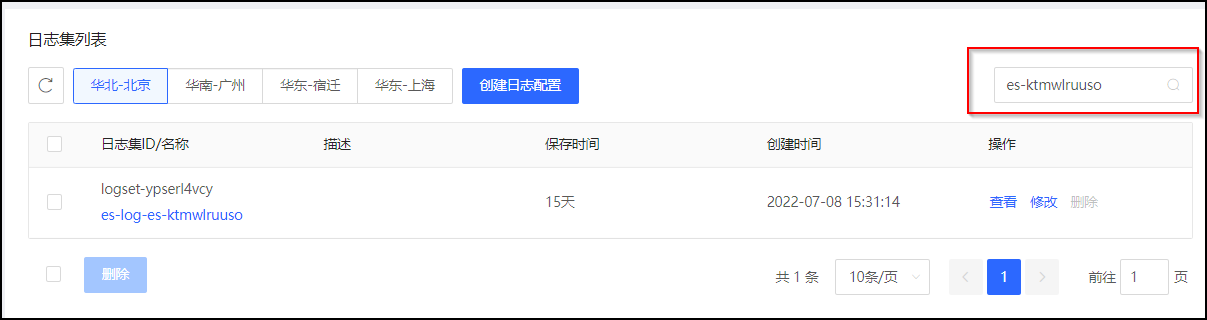 日志集列表
华北-北京 华南-广州 华东-宿迁 华东-上海 创建日志配置 es-ktmwlruuso
日志集ID/名称 描述 保存时间 创建时间 操作
logset-ypserl4vcy
es-log-es-ktmwlruuso
15天 2022-07-08 15:31:14 查看 修改 删除
删除 共 1 条 10条/页 1 前往 1 页